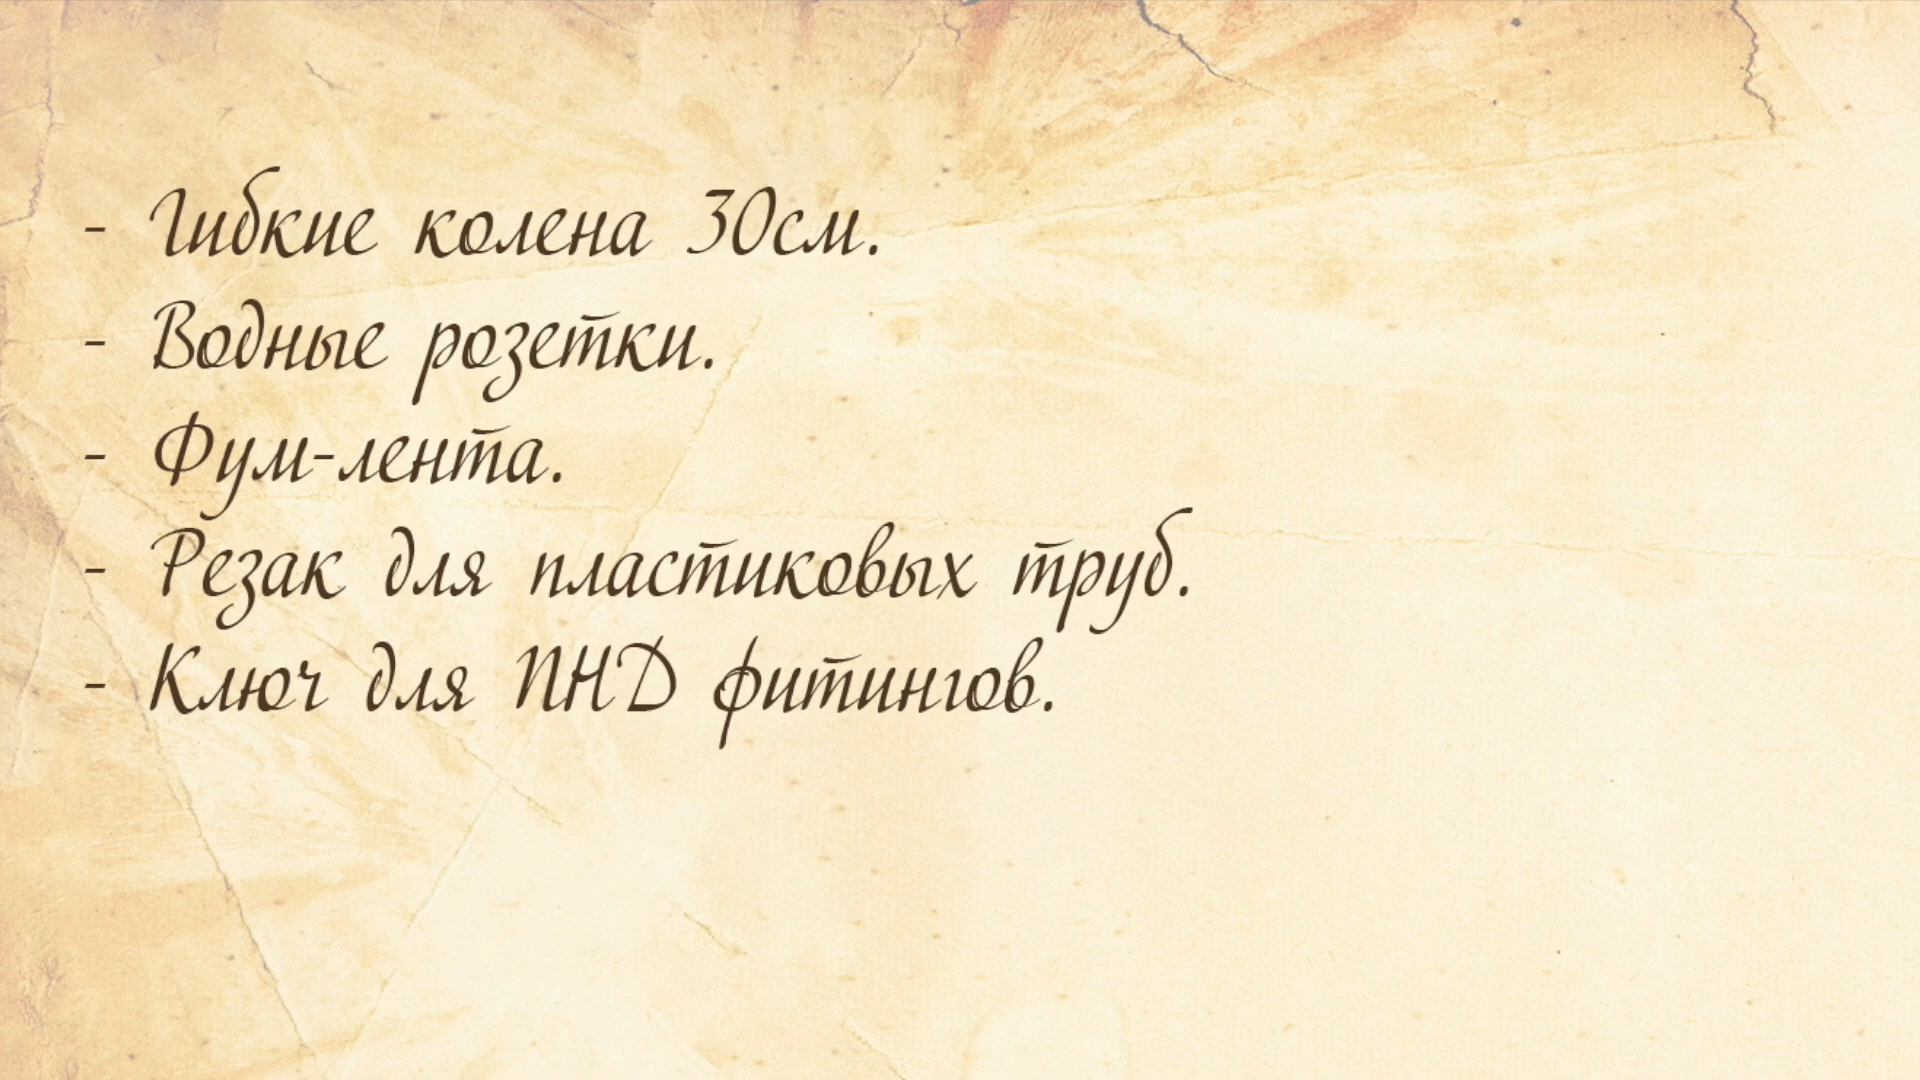 - Гибкие колена 30см.
- Водные розетки.
- Фум-лента.
- Резак для пластиковых труб.
- Ключ для ПНД фитингов.